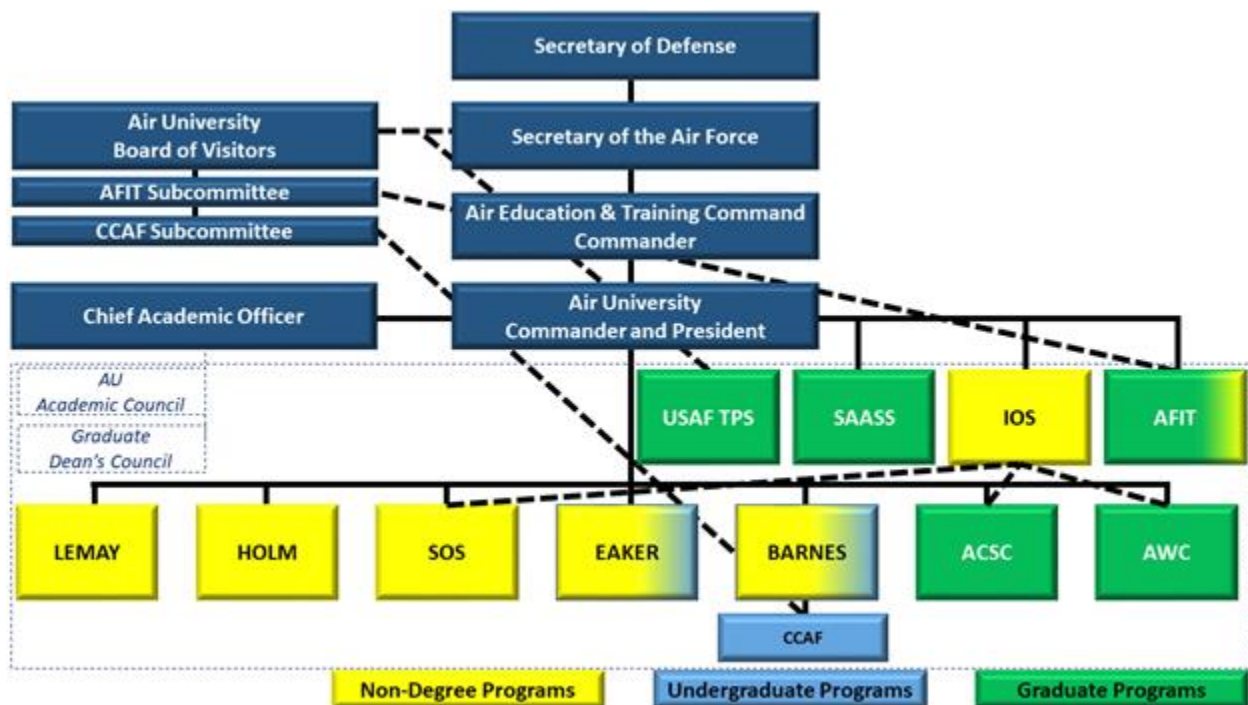 Secretary of Defense
Air University
Board of Visitors
Secretary of the Air Force
AFIT Subcommittee
CCAF Subcommittee
Air Education & Training Command
Commander
Chief Academic Officer
Air University
Commander and President
AU
Academic Council
Graduate
Dean's Council
USAF TPS
SAASS
IOS
AFIT
LEMAY
HOLM
SOS
EAKER
BARNES
ACSC
AWC
CCAF
Non-Degree Programs
Undergraduate Programs
Graduate Programs